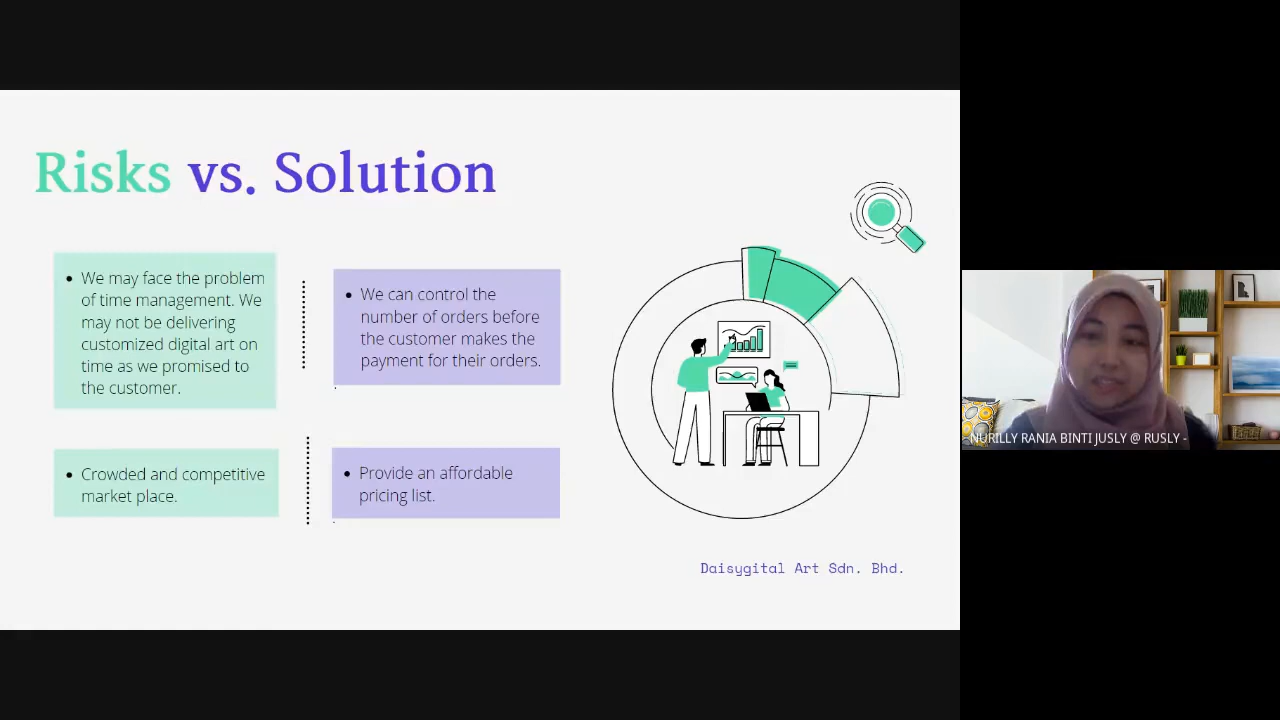 Risks vs. Solution
• We may face the problem
of time management. We
may not be delivering
customized digital art on
time as we promised to
the customer.
• We can control the
number of orders before
the customer makes the
payment for their orders.
• Crowded and competitive
market place.
• Provide an affordable
pricing list.
Daisygital Art Sdn. Bhd.
NURILLY RANIA BINTI JUSLY @ RUSLY -